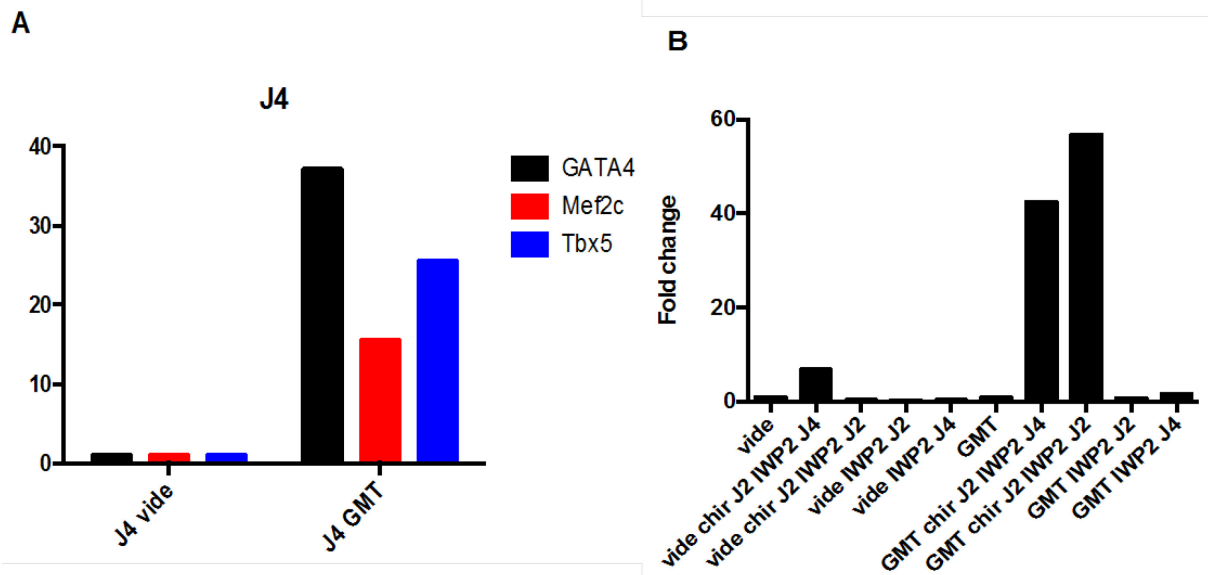 A
J4
40
30
20
10
0
J4 vide
J4 GMT
GATA4
Mef2c
Tbx5
B
Fold change
60
40
20
0
vide
vide chir J2 IWP2 J4
vide chir J2 IWP2 J2
vide IWP2 J2
vide IWP2 J4
GMT
GMT chir J2 IWP2 J4
GMT chir J2 IWP2 J2
GMT IWP2 J2
GMT IWP2 J4